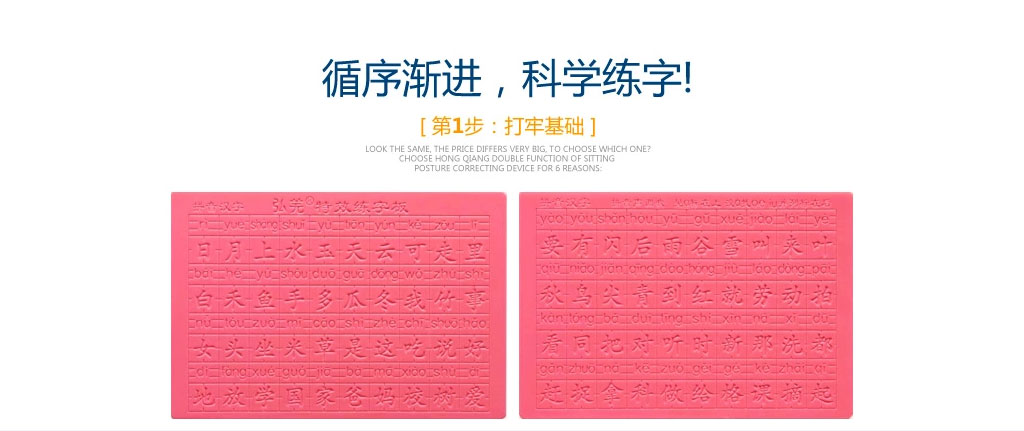 循序渐进，科学练字!
[ 第1步：打牢基础 ]
LOOK THE SAME, THE PRICE DIFFERS VERY BIG, TO CHOOSE WHICH ONE?
CHOOSE HONG QIANG DOUBLE FUNCTION OF SITTING
POSTURE CORRECTING DEVICE FOR 6 REASONS:
特效练字板
rì yuè shàng shuǐ yù tiān yún kě zǒu lǐ
日月上水玉天云可走里
bái hé yú shǒu duō guā dōng wǒ zhú shì
白禾鱼手多瓜冬我竹事
nǚ tóu zuò mǐ cǎo shì zhè chī shuō hǎo
女头坐米草是这吃说好
dì fàng xué guó jiā bà mā xiào shù ài
地放学国家爸妈校树爱
yào yǒu shǎn hòu yǔ gǔ xuě jiào lái yè
要有闪后雨谷雪叫来叶
qiū niǎo jiān qīng dào hóng jiù láo dòng pāi
秋鸟尖青到红就劳动拍
kàn tóng bǎ duì tīng shí xīn nà xǐ dōu
看同把对听时新那洗都
gǎn zhuō ná kē zuò gěi gé kè zhāi qǐ
赶捉拿科做给格课摘起